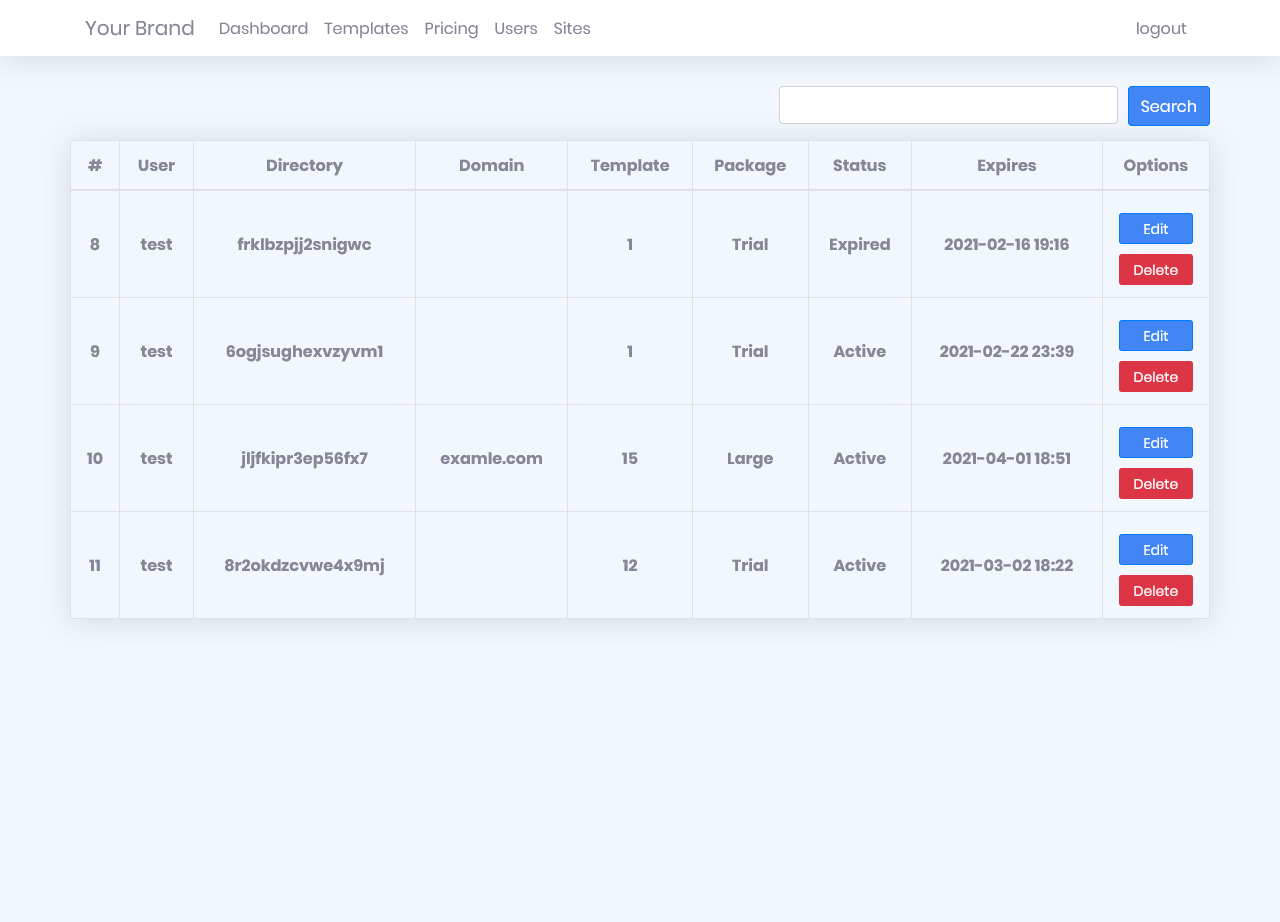 Your Brand Dashboard Templates Pricing Users Sites logout
Search
# User Directory Domain Template Package Status Expires Options
8 test frklbzpjj2snigwc 1 Trial Expired 2021-02-16 19:16 Edit
Delete
9 test 6ogjsughexvzyvm1 1 Trial Active 2021-02-22 23:39 Edit
Delete
10 test jljfkipr3ep56fx7 examle.com 15 Large Active 2021-04-01 18:51 Edit
Delete
11 test 8r2okdzcvwe4x9mj 12 Trial Active 2021-03-02 18:22 Edit
Delete